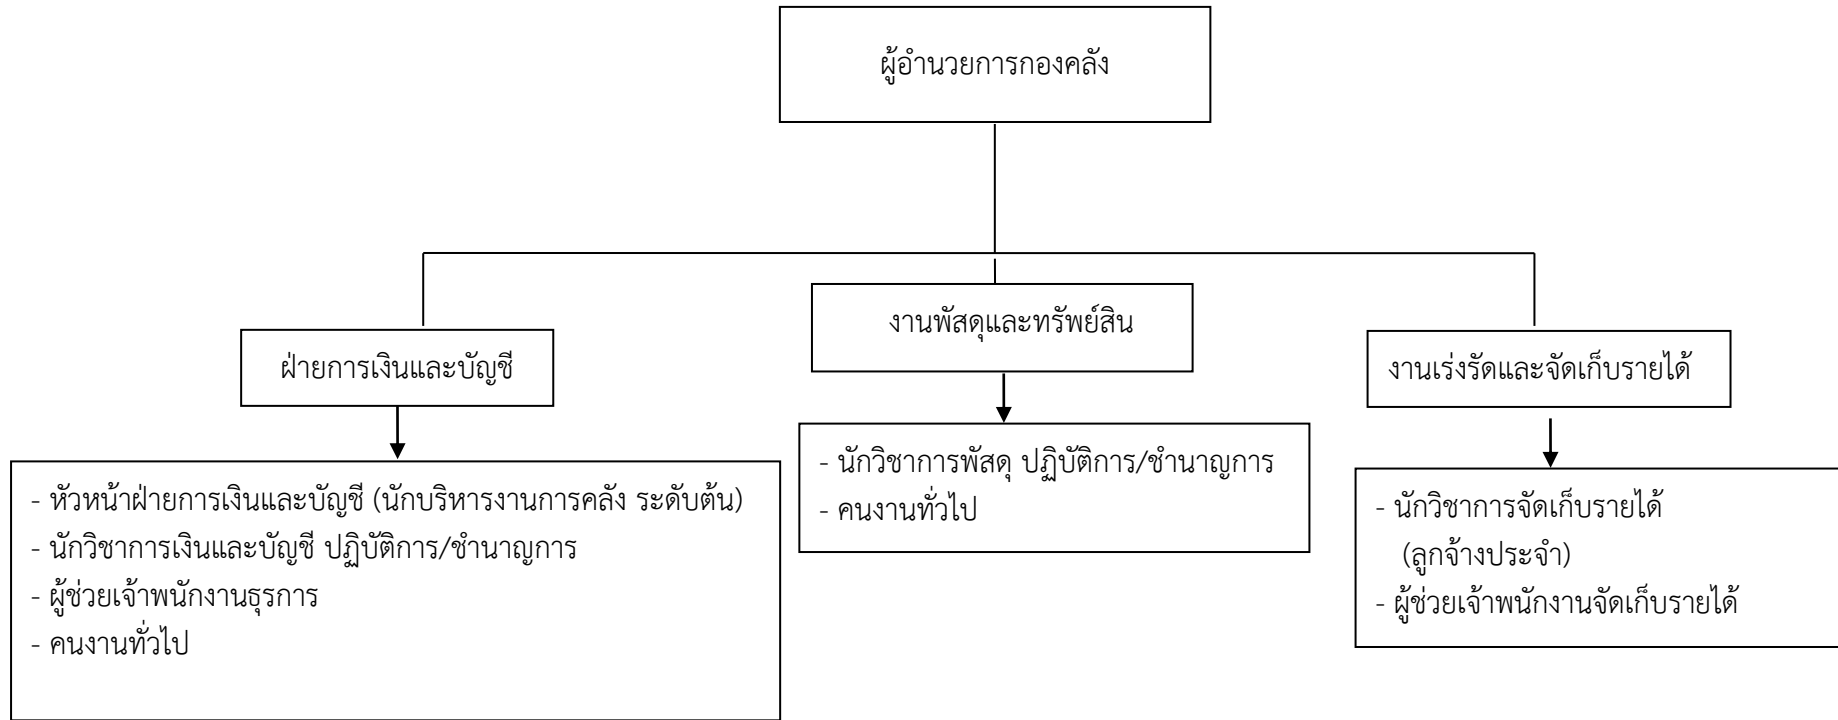 ผู้อำนวยการกองคลัง
ฝ่ายการเงินและบัญชี
งานพัสดุและทรัพย์สิน
งานเร่งรัดและจัดเก็บรายได้
- หัวหน้าฝ่ายการเงินและบัญชี (นักบริหารงานการคลัง ระดับต้น)
- นักวิชาการเงินและบัญชี ปฏิบัติการ/ชำนาญการ
- ผู้ช่วยเจ้าพนักงานธุรการ
- คนงานทั่วไป
- นักวิชาการพัสดุ ปฏิบัติการ/ชำนาญการ
- คนงานทั่วไป
- นักวิชาการจัดเก็บรายได้
(ลูกจ้างประจำ)
- ผู้ช่วยเจ้าพนักงานจัดเก็บรายได้